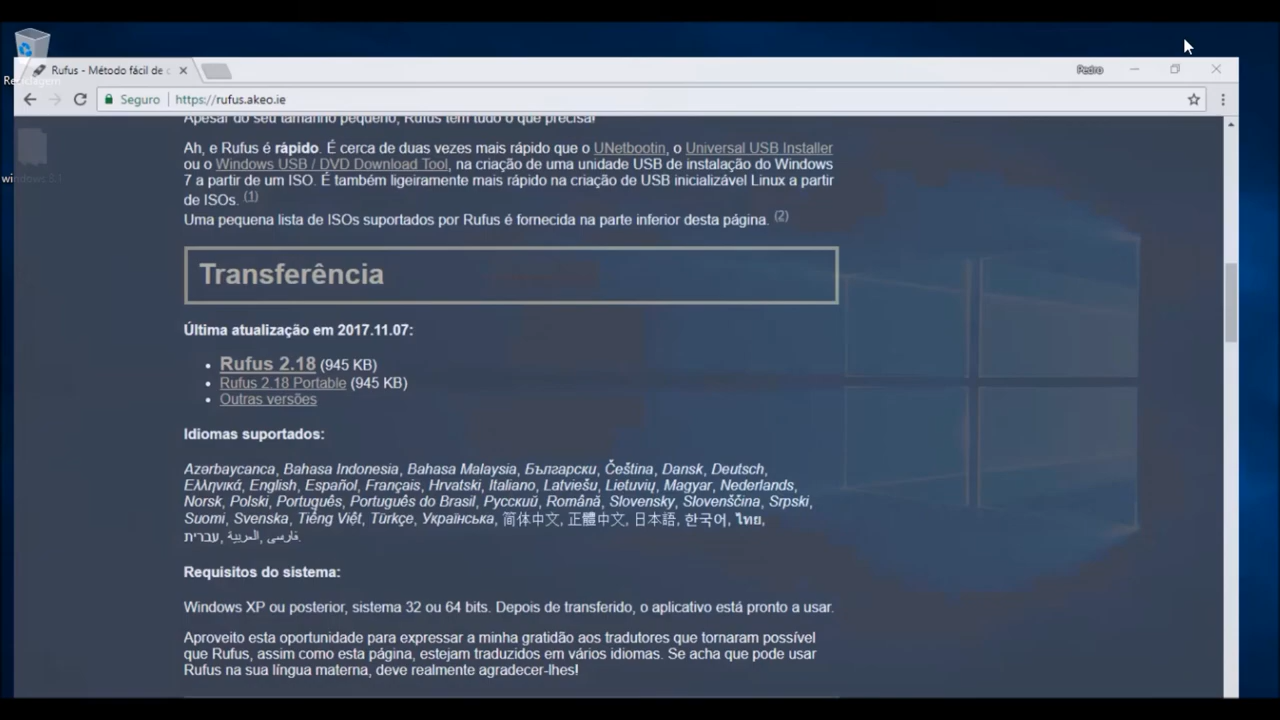 Rufus - Método fácil de c
Pedro
Reciclagem
Seguro https://rufus.akeo.ie
Apesar do seu tamanho pequeno, Rufus tem tudo o que precisa!
Ah, e Rufus é rápido. É cerca de duas vezes mais rápido que o UNetbootin, o Universal USB Installer
ou o Windows USB / DVD Download Tool, na criação de uma unidade USB de instalação do Windows
7 a partir de um ISO. É também ligeiramente mais rápido na criação de USB inicializável Linux a partir
de ISOs. (1)
Uma pequena lista de ISOs suportados por Rufus é fornecida na parte inferior desta página. (2)
Transferência
Última atualização em 2017.11.07:
• Rufus 2.18 (945 KB)
• Rufus 2.18 Portable (945 KB)
• Outras versões
Idiomas suportados:
Azərbaycanca, Bahasa Indonesia, Bahasa Malaysia, Български, Čeština, Dansk, Deutsch,
Ελληνικά, English, Español, Français, Hrvatski, Italiano, Latviešu, Lietuvių, Magyar, Nederlands,
Norsk, Polski, Português, Português do Brasil, Русский, Română, Slovensky, Slovenščina, Srpski,
Suomi, Svenska, Tiếng Việt, Türkçe, Українська, 简体中文, 正體中文, 日本語, 한국어, ไทย,
עברית, العربية, فارسی.
Requisitos do sistema:
Windows XP ou posterior, sistema 32 ou 64 bits. Depois de transferido, o aplicativo está pronto a usar.
Aproveito esta oportunidade para expressar a minha gratidão aos tradutores que tornaram possível
que Rufus, assim como esta página, estejam traduzidos em vários idiomas. Se acha que pode usar
Rufus na sua língua materna, deve realmente agradecer-lhes!